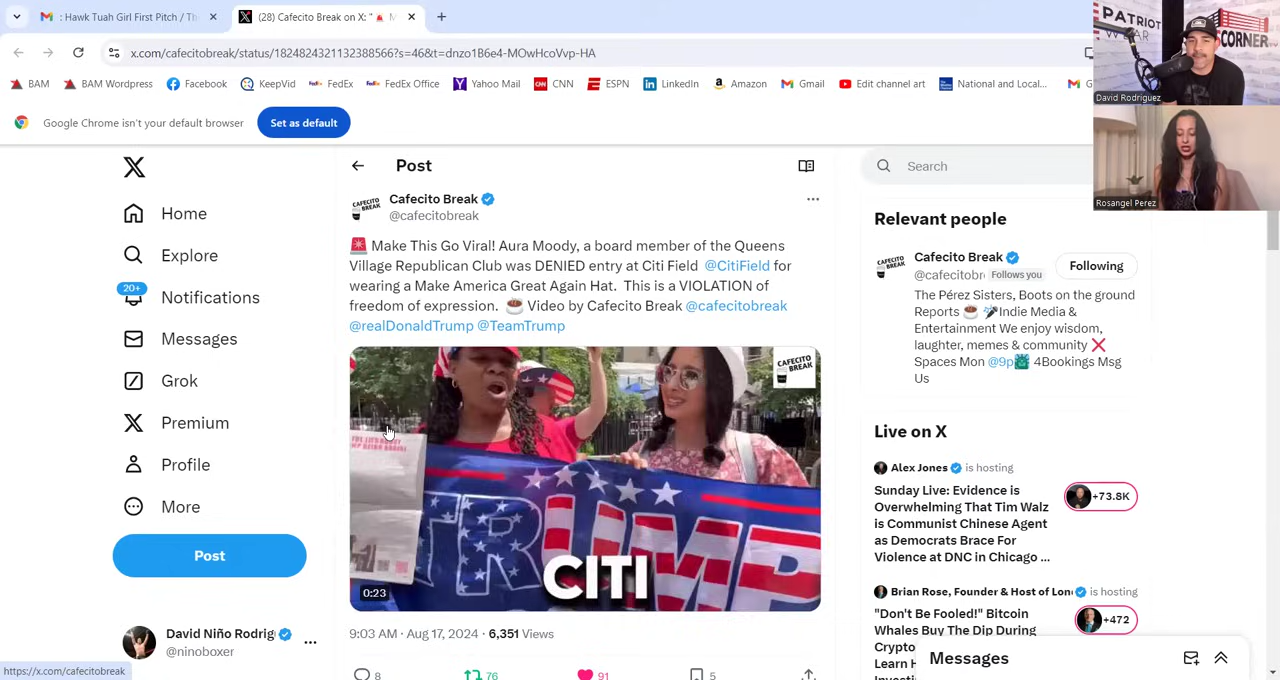 : Hawk Tuah Girl First Pitch / Th
(28) Cafecito Break on X: "🚨 M
BAM
BAM Wordpress
Facebook
KeepVid
FedEx
FedEx Office
Yahoo Mail
CNN
ESPN
LinkedIn
Amazon
Gmail
Edit channel art
National and Local...
G
Google Chrome isn't your default browser
Set as default
PATRIOT
CORNER
David Rodriguez
Rosangel Perez
Home
Explore
20+
Notifications
Messages
Grok
Premium
Profile
More
Post
David Niño Rodrig
@ninoboxer
https://x.com/cafecitobreak
Post
Cafecito Break
@cafecitobreak
🚨 Make This Go Viral! Aura Moody, a board member of the Queens
Village Republican Club was DENIED entry at Citi Field @CitiField for
wearing a Make America Great Again Hat. This is a VIOLATION of
freedom of expression. ☕ Video by Cafecito Break @cafecitobreak
@realDonaldTrump @TeamTrump
CAFECITO
BREAK
TRUMP
CITI
0:23
9:03 AM · Aug 17, 2024 · 6,351 Views
8
76
91
5
Search
Relevant people
Cafecito Break
@cafecitobr Follows you
Following
The Pérez Sisters, Boots on the ground
Reports ☕ 🎤Indie Media &
Entertainment We enjoy wisdom,
laughter, memes & community ❌
Spaces Mon @9p 4Bookings Msg
Us
Live on X
Alex Jones is hosting
Sunday Live: Evidence is
Overwhelming That Tim Walz
is Communist Chinese Agent
as Democrats Brace For
Violence at DNC in Chicago ...
+73.8K
Brian Rose, Founder & Host of Lon is hosting
"Don't Be Fooled!" Bitcoin
Whales Buy The Dip During
Crypto
Learn H
+472
Messages